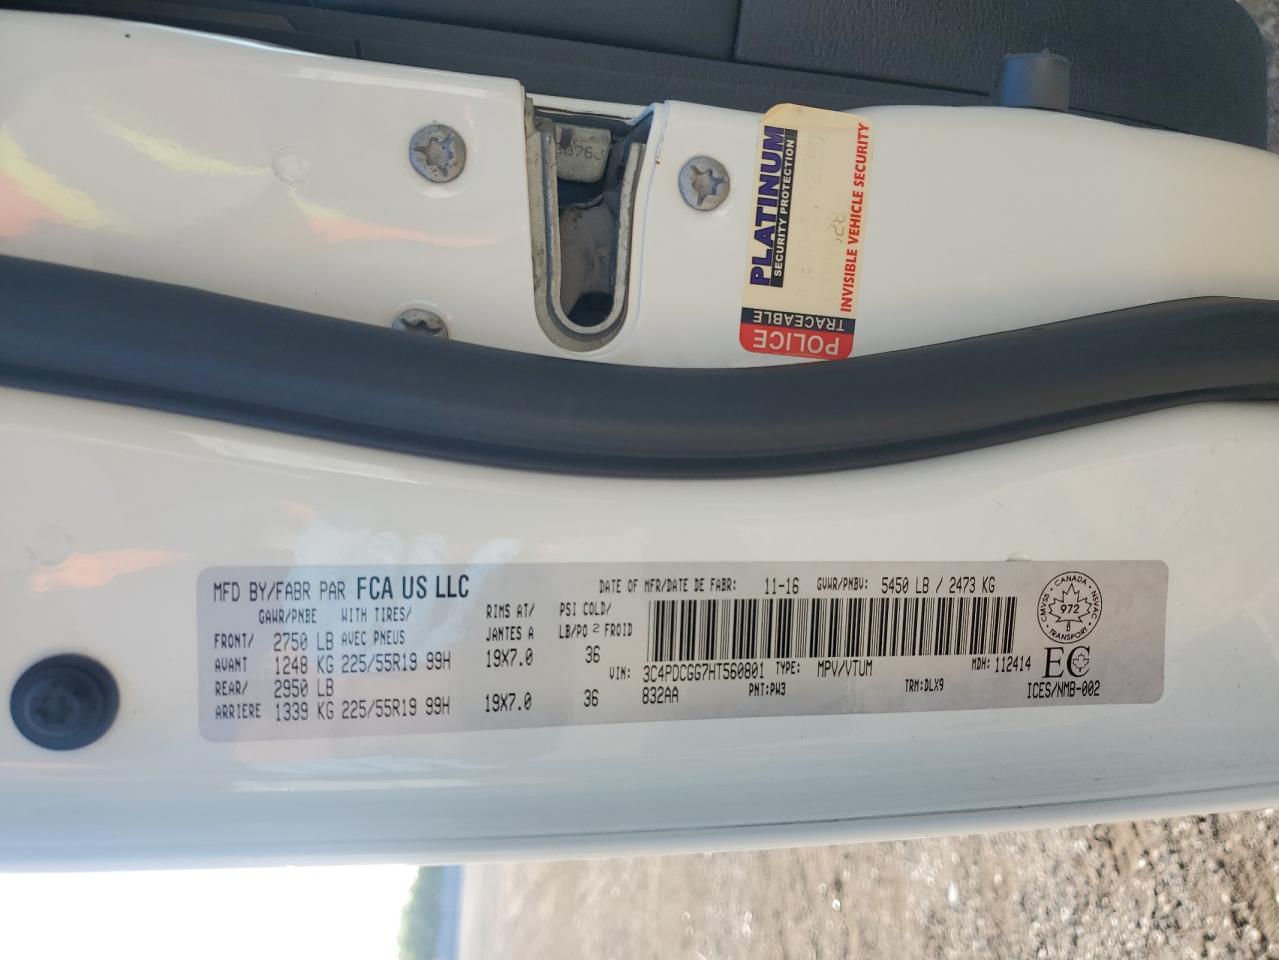 3076J
PLATINUM
SECURITY PROTECTION
INVISIBLE VEHICLE SECURITY
POLICE
TRACEABLE
MFD BY/FABR PAR FCA US LLC
DATE OF MFR/DATE DE FABR: 11-16 GVWR/PNBV: 5450 LB / 2473 KG
GAWR/PNBE WITH TIRES/ RIMS AT/ PSI COLD/
AVEC PNEUS JANTES A LB/PO 2 FROID
FRONT/ 2750 LB
AVANT 1248 KG 225/55R19 99H 19X7.0 36
REAR/ 2950 LB
ARRIERE 1339 KG 225/55R19 99H 19X7.0 36
VIN: 3C4PDCGG7HT560801 TYPE: MPV/VTUM MDH: 112414
832AA PNT:PW3 TRM:DLX9
CANADA
CMVSS NSVAC
972
TRANSPORT
EC
ICES/NMB-002